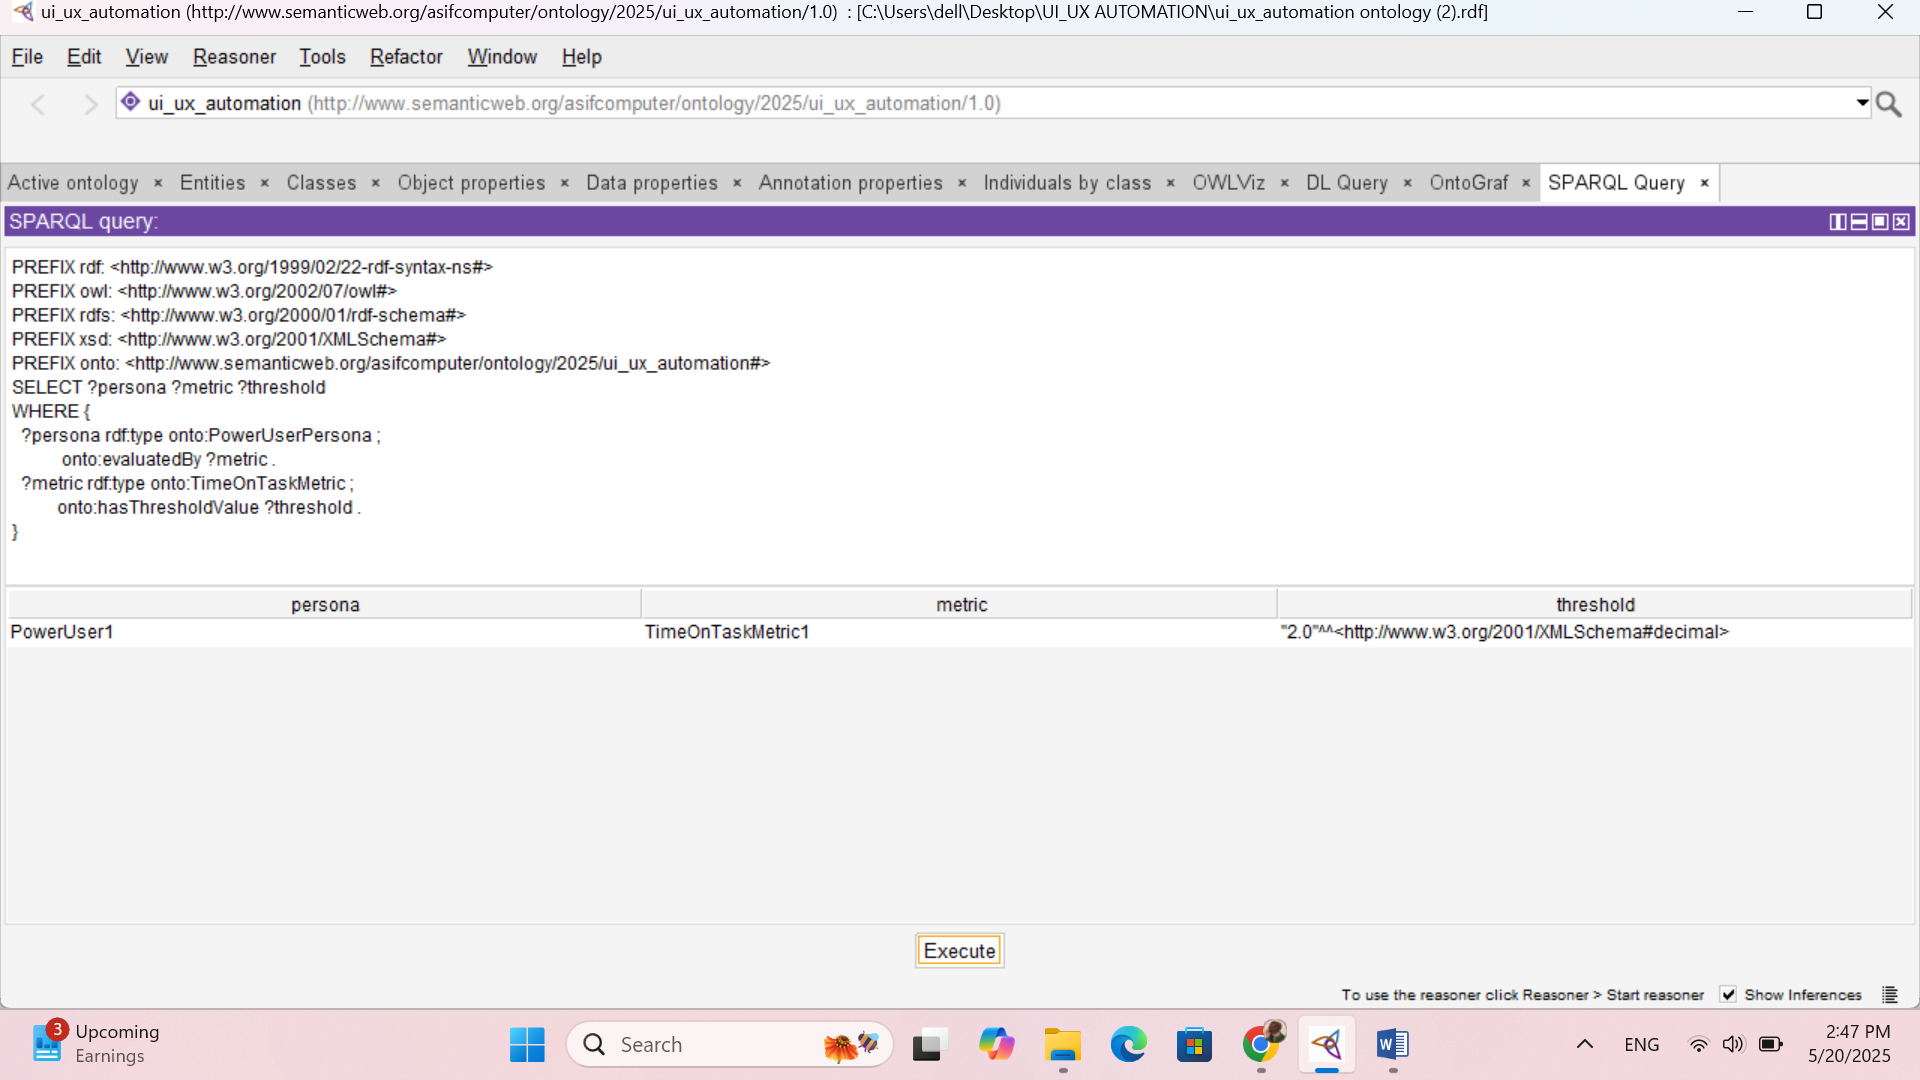 ui_ux_automation (http://www.semanticweb.org/asifcomputer/ontology/2025/ui_ux_automation/1.0) : [C:\Users\dell\Desktop\UI_UX AUTOMATION\ui_ux_automation ontology (2).rdf]
File Edit View Reasoner Tools Refactor Window Help
ui_ux_automation (http://www.semanticweb.org/asifcomputer/ontology/2025/ui_ux_automation/1.0)
Active ontology × Entities × Classes × Object properties × Data properties × Annotation properties × Individuals by class × OWLViz × DL Query × OntoGraf × SPARQL Query ×
SPARQL query:
PREFIX rdf: <http://www.w3.org/1999/02/22-rdf-syntax-ns#>
PREFIX owl: <http://www.w3.org/2002/07/owl#>
PREFIX rdfs: <http://www.w3.org/2000/01/rdf-schema#>
PREFIX xsd: <http://www.w3.org/2001/XMLSchema#>
PREFIX onto: <http://www.semanticweb.org/asifcomputer/ontology/2025/ui_ux_automation#>
SELECT ?persona ?metric ?threshold
WHERE {
?persona rdf:type onto:PowerUserPersona ;
onto:evaluatedBy ?metric .
?metric rdf:type onto:TimeOnTaskMetric ;
onto:hasThresholdValue ?threshold .
}
persona metric threshold
PowerUser1 TimeOnTaskMetric1 "2.0"^^<http://www.w3.org/2001/XMLSchema#decimal>
Execute
To use the reasoner click Reasoner > Start reasoner Show Inferences
3 Upcoming
Earnings
Search
ENG
2:47 PM
5/20/2025